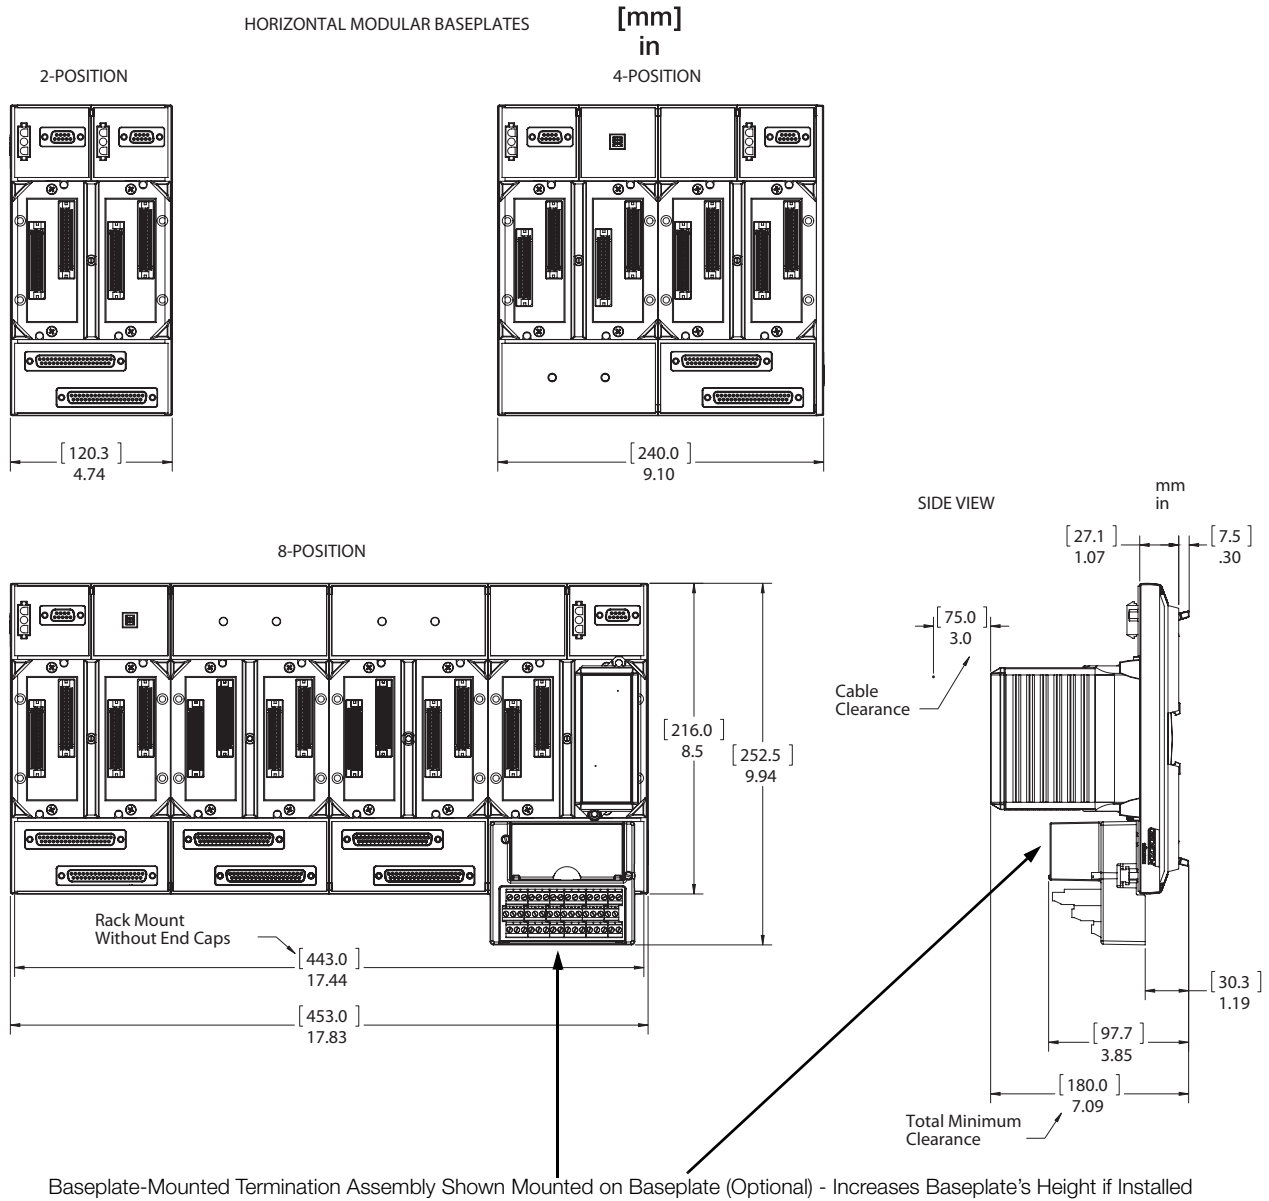 HORIZONTAL MODULAR BASEPLATES
[mm]
in
2-POSITION
4-POSITION
[120.3]
4.74
[240.0]
9.10
SIDE VIEW
mm
in
[27.1]
1.07
[7.5]
.30
8-POSITION
[75.0]
3.0
Cable
Clearance
[216.0]
8.5
[252.5]
9.94
Rack Mount
Without End Caps
[443.0]
17.44
[453.0]
17.83
[30.3]
1.19
[97.7]
3.85
[180.0]
7.09
Total Minimum
Clearance
Baseplate-Mounted Termination Assembly Shown Mounted on Baseplate (Optional) - Increases Baseplate's Height if Installed